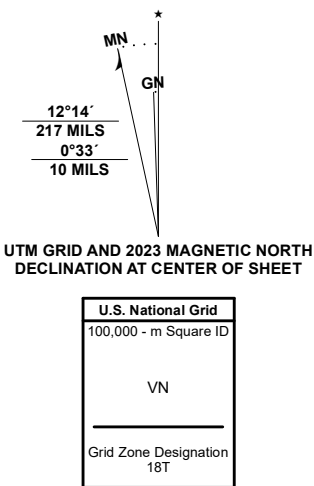 ★
MN
GN
12°14´
217 MILS
0°33´
10 MILS
UTM GRID AND 2023 MAGNETIC NORTH
DECLINATION AT CENTER OF SHEET
U.S. National Grid
100,000 - m Square ID
VN
Grid Zone Designation
18T